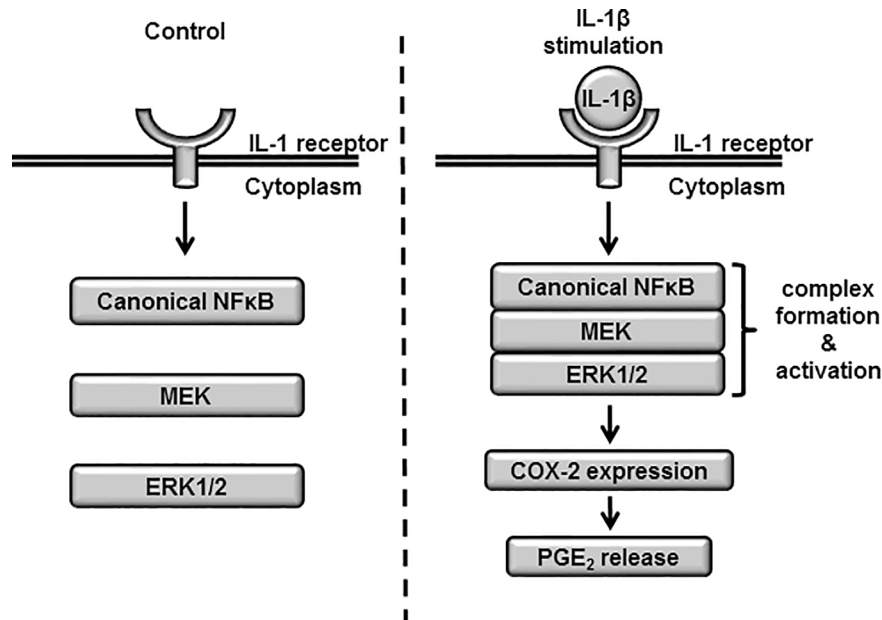 Control
IL-1 receptor
Cytoplasm
Canonical NFκB
MEK
ERK1/2
IL-1β
stimulation
IL-1β
IL-1 receptor
Cytoplasm
Canonical NFκB
MEK
ERK1/2
complex
formation
&
activation
COX-2 expression
PGE₂ release